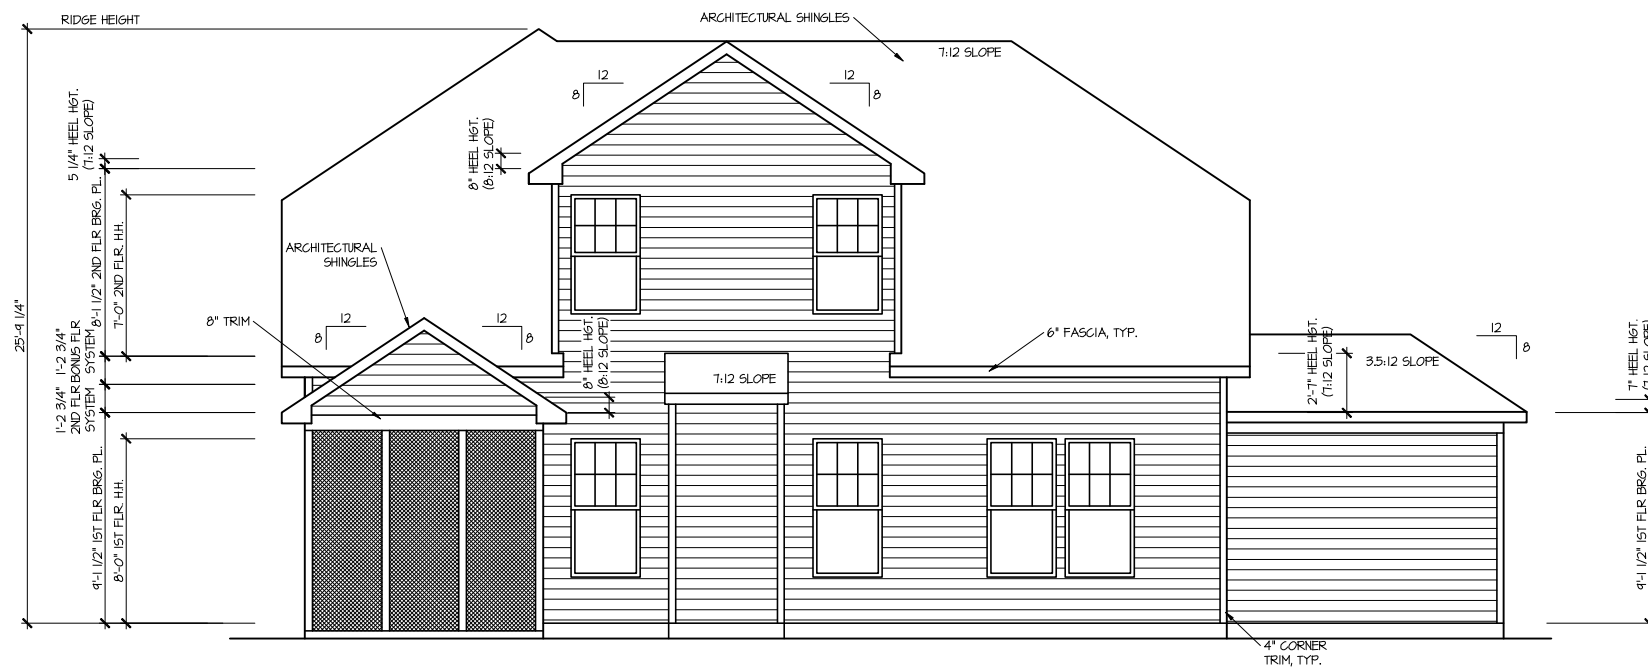 RIDGE HEIGHT
ARCHITECTURAL SHINGLES
7:12 SLOPE
12
8
12
8
5 1/4" HEEL HGT.
(7:12 SLOPE)
8" HEEL HGT.
(8:12 SLOPE)
8'-1 1/2" 2ND FLR BRG. PL.
7'-0" 2ND FLR. H.H.
ARCHITECTURAL
SHINGLES
25'-9 1/4"
8" TRIM
12
8
12
8
8" HEEL HGT.
(8:12 SLOPE)
6" FASCIA, TYP.
7:12 SLOPE
2'-7" HEEL HGT.
(7:12 SLOPE)
3.5:12 SLOPE
12
8
7" HEEL HGT.
(7:12 SLOPE)
1'-2 3/4"
BONUS FLR
SYSTEM
1'-2 3/4"
2ND FLR
SYSTEM
9'-1 1/2" 1ST FLR BRG. PL.
8'-0" 1ST FLR. H.H.
9'-1 1/2" 1ST FLR BRG. PL.
4" CORNER
TRIM, TYP.